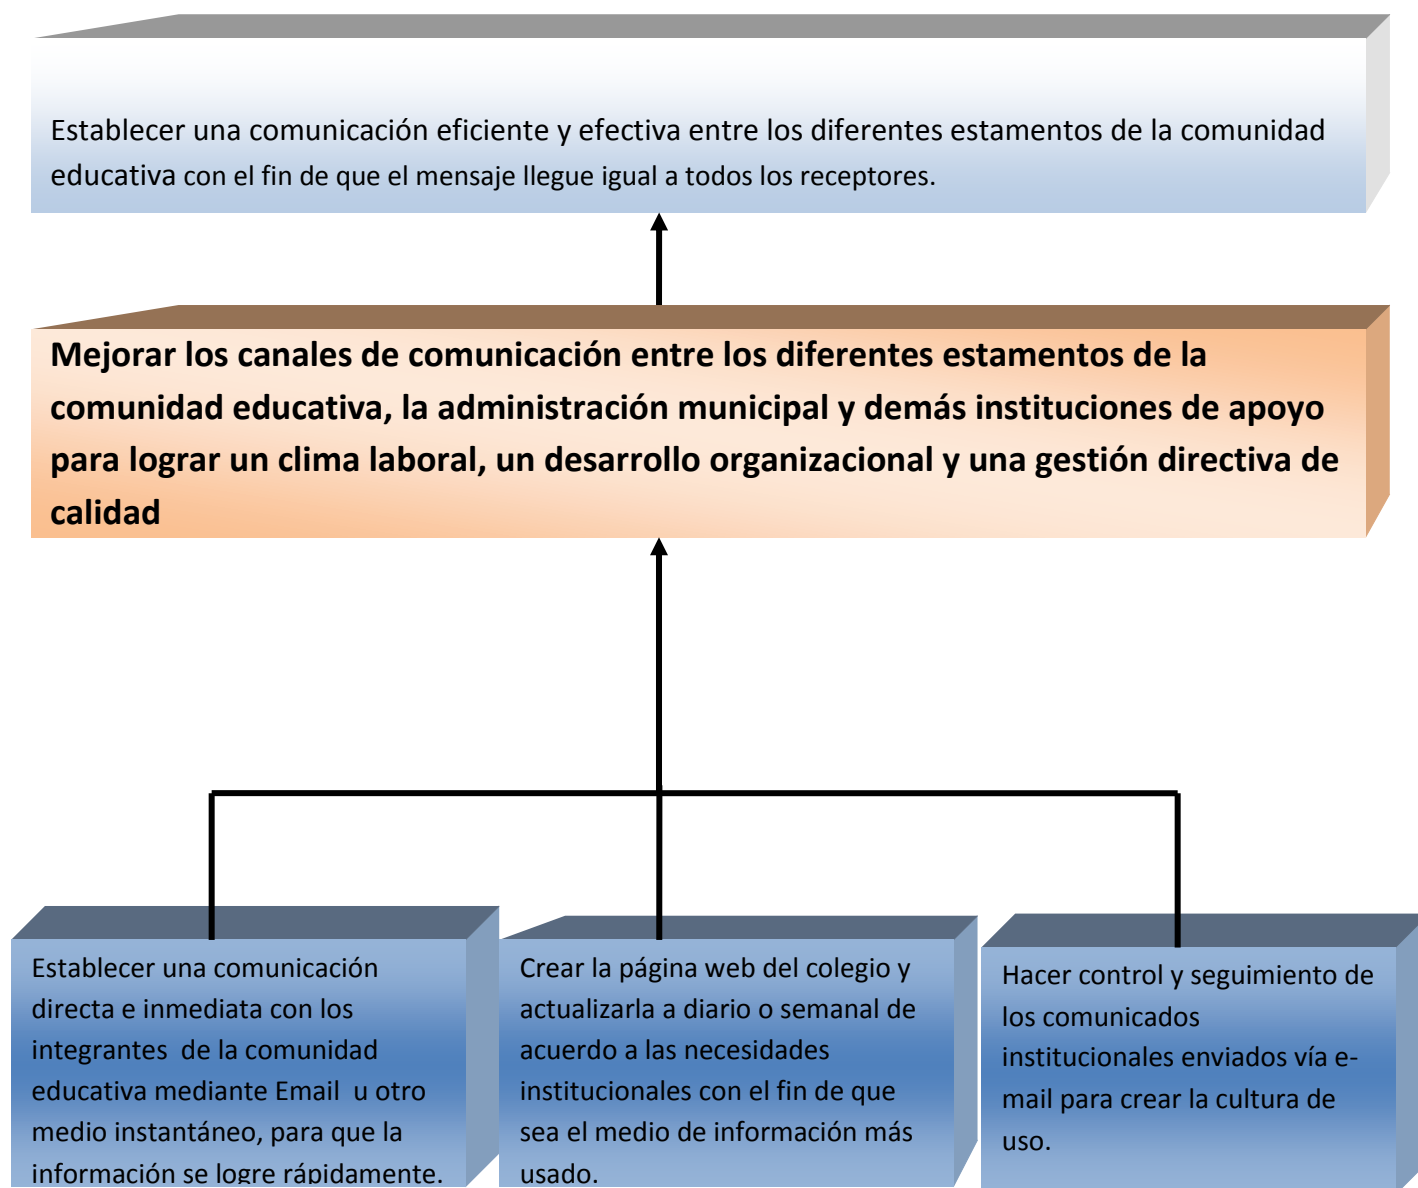 Establecer una comunicación eficiente y efectiva entre los diferentes estamentos de la comunidad
educativa con el fin de que el mensaje llegue igual a todos los receptores.
Mejorar los canales de comunicación entre los diferentes estamentos de la
comunidad educativa, la administración municipal y demás instituciones de apoyo
para lograr un clima laboral, un desarrollo organizacional y una gestión directiva de
calidad
Establecer una comunicación
directa e inmediata con los
integrantes  de la comunidad
educativa mediante Email  u otro
medio instantáneo, para que la
información se logre rápidamente.
Crear la página web del colegio y
actualizarla a diario o semanal de
acuerdo a las necesidades
institucionales con el fin de que
sea el medio de información más
usado.
Hacer control y seguimiento de
los comunicados
institucionales enviados vía e-
mail para crear la cultura de
uso.